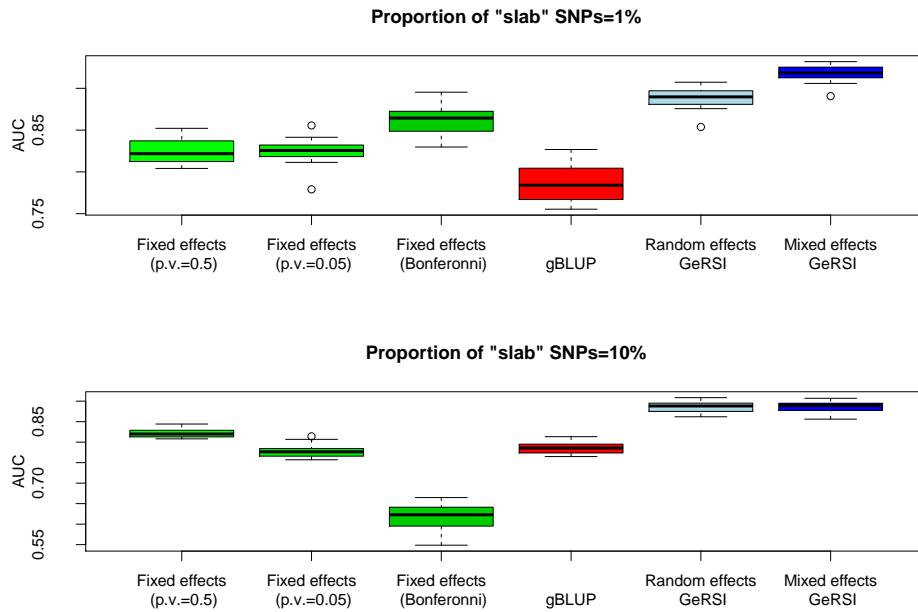 Proportion of "slab" SNPs=1%
AUC
0.85
0.75
Fixed effects
(p.v.=0.5)
Fixed effects
(p.v.=0.05)
Fixed effects
(Bonferonni)
gBLUP
Random effects
GeRSI
Mixed effects
GeRSI
Proportion of "slab" SNPs=10%
AUC
0.85
0.70
0.55
Fixed effects
(p.v.=0.5)
Fixed effects
(p.v.=0.05)
Fixed effects
(Bonferonni)
gBLUP
Random effects
GeRSI
Mixed effects
GeRSI